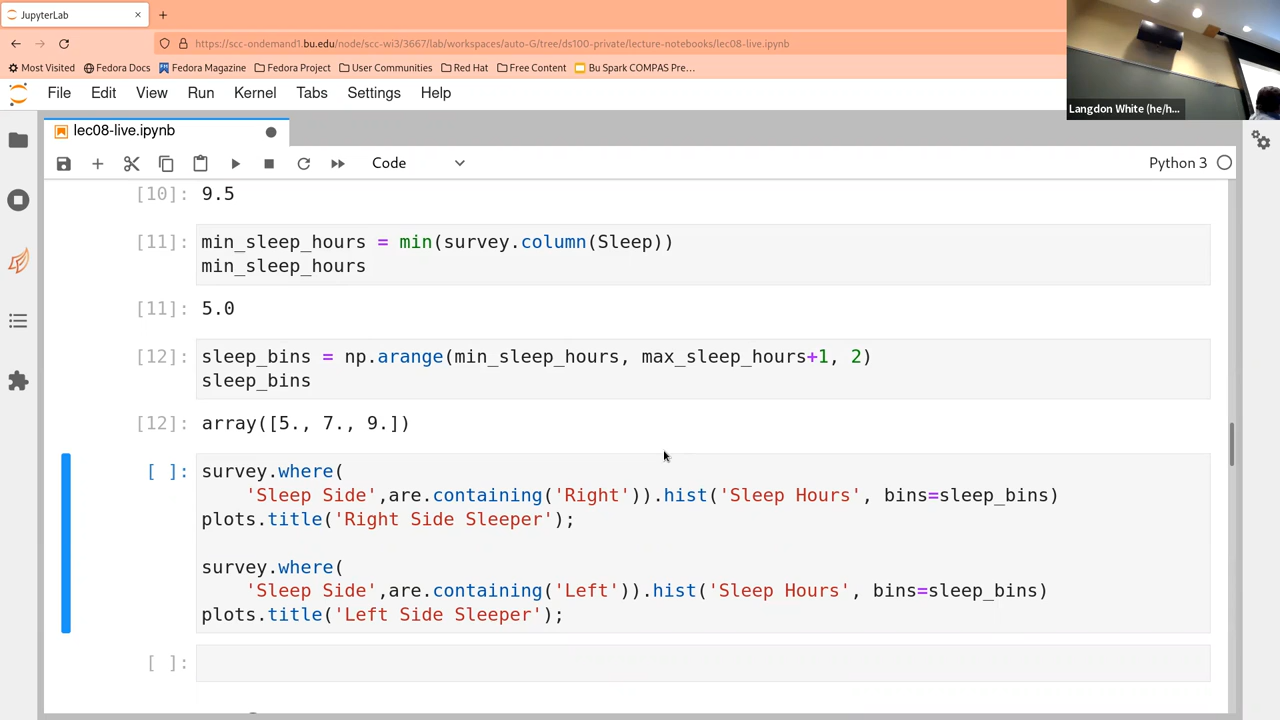 JupyterLab
https://scc-ondemand1.bu.edu/node/scc-wi3/3667/lab/workspaces/auto-G/tree/ds100-private/lecture-notebooks/lec08-live.ipynb
Most Visited Fedora Docs Fedora Magazine Fedora Project User Communities Red Hat Free Content Bu Spark COMPAS Pre…
Langdon White (he/h...
File Edit View Run Kernel Tabs Settings Help
lec08-live.ipynb
Code Python 3
[10]: 9.5
[11]: min_sleep_hours = min(survey.column(Sleep))
min_sleep_hours
[11]: 5.0
[12]: sleep_bins = np.arange(min_sleep_hours, max_sleep_hours+1, 2)
sleep_bins
[12]: array([5., 7., 9.])
[ ]: survey.where(
'Sleep Side',are.containing('Right')).hist('Sleep Hours', bins=sleep_bins)
plots.title('Right Side Sleeper');
survey.where(
'Sleep Side',are.containing('Left')).hist('Sleep Hours', bins=sleep_bins)
plots.title('Left Side Sleeper');
[ ]: